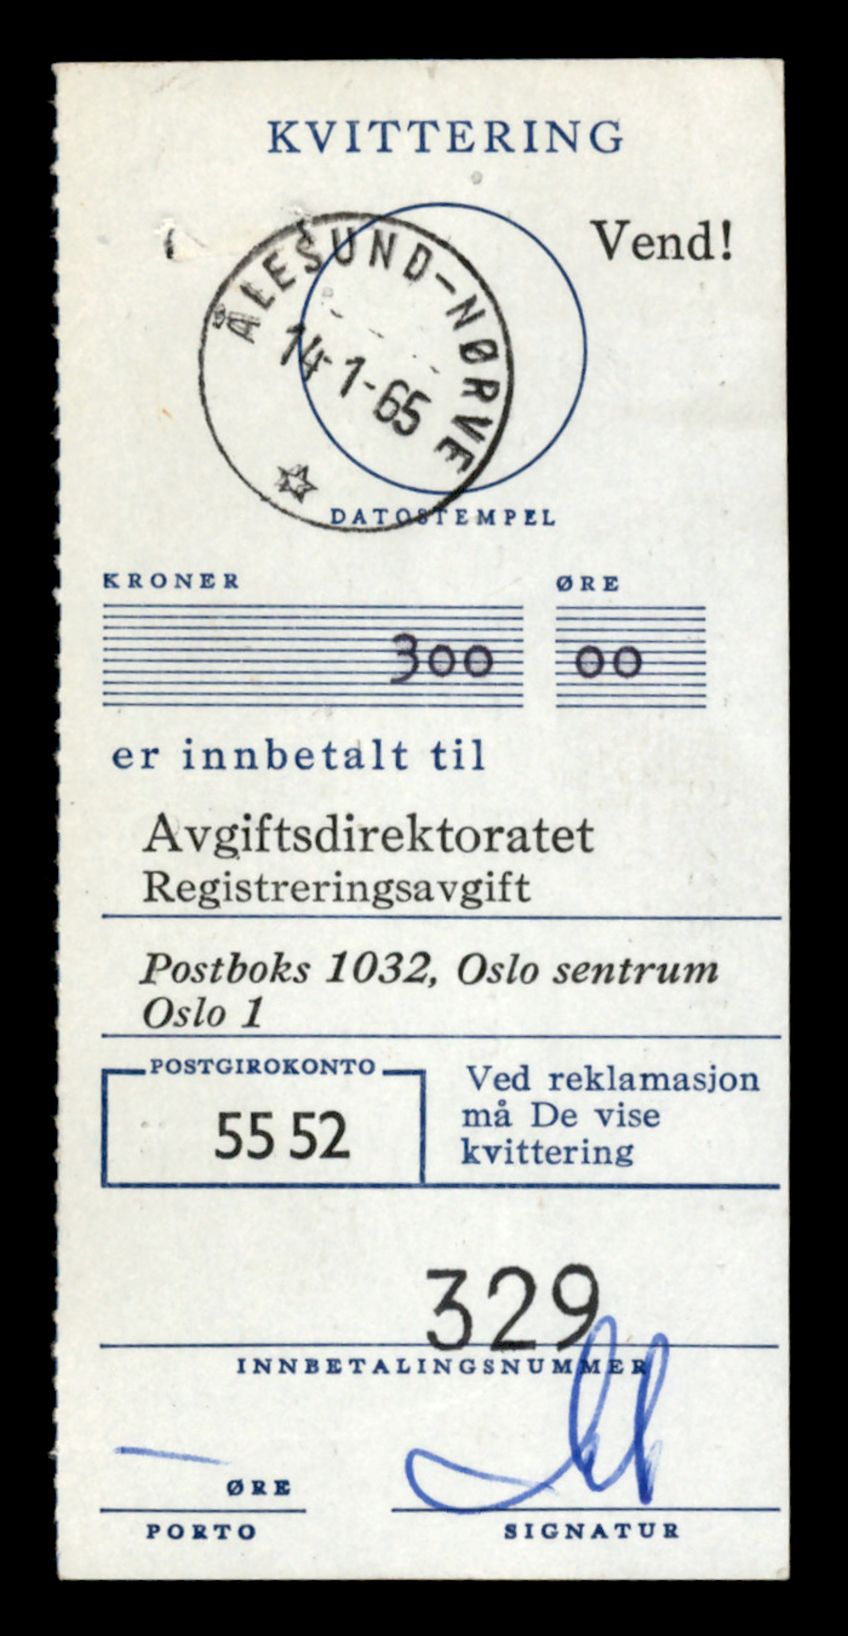 KVITTERING
Vend!
ÅLESUND-NØRVE
14-1-65
DATOSTEMPEL
KRONER ØRE
300 00
er innbetalt til
Avgiftsdirektoratet
Registreringsavgift
Postboks 1032, Oslo sentrum
Oslo 1
POSTGIROKONTO
55 52
Ved reklamasjon
må De vise
kvittering
329
INNBETALINGSNUMMER
ØRE
PORTO
SIGNATUR